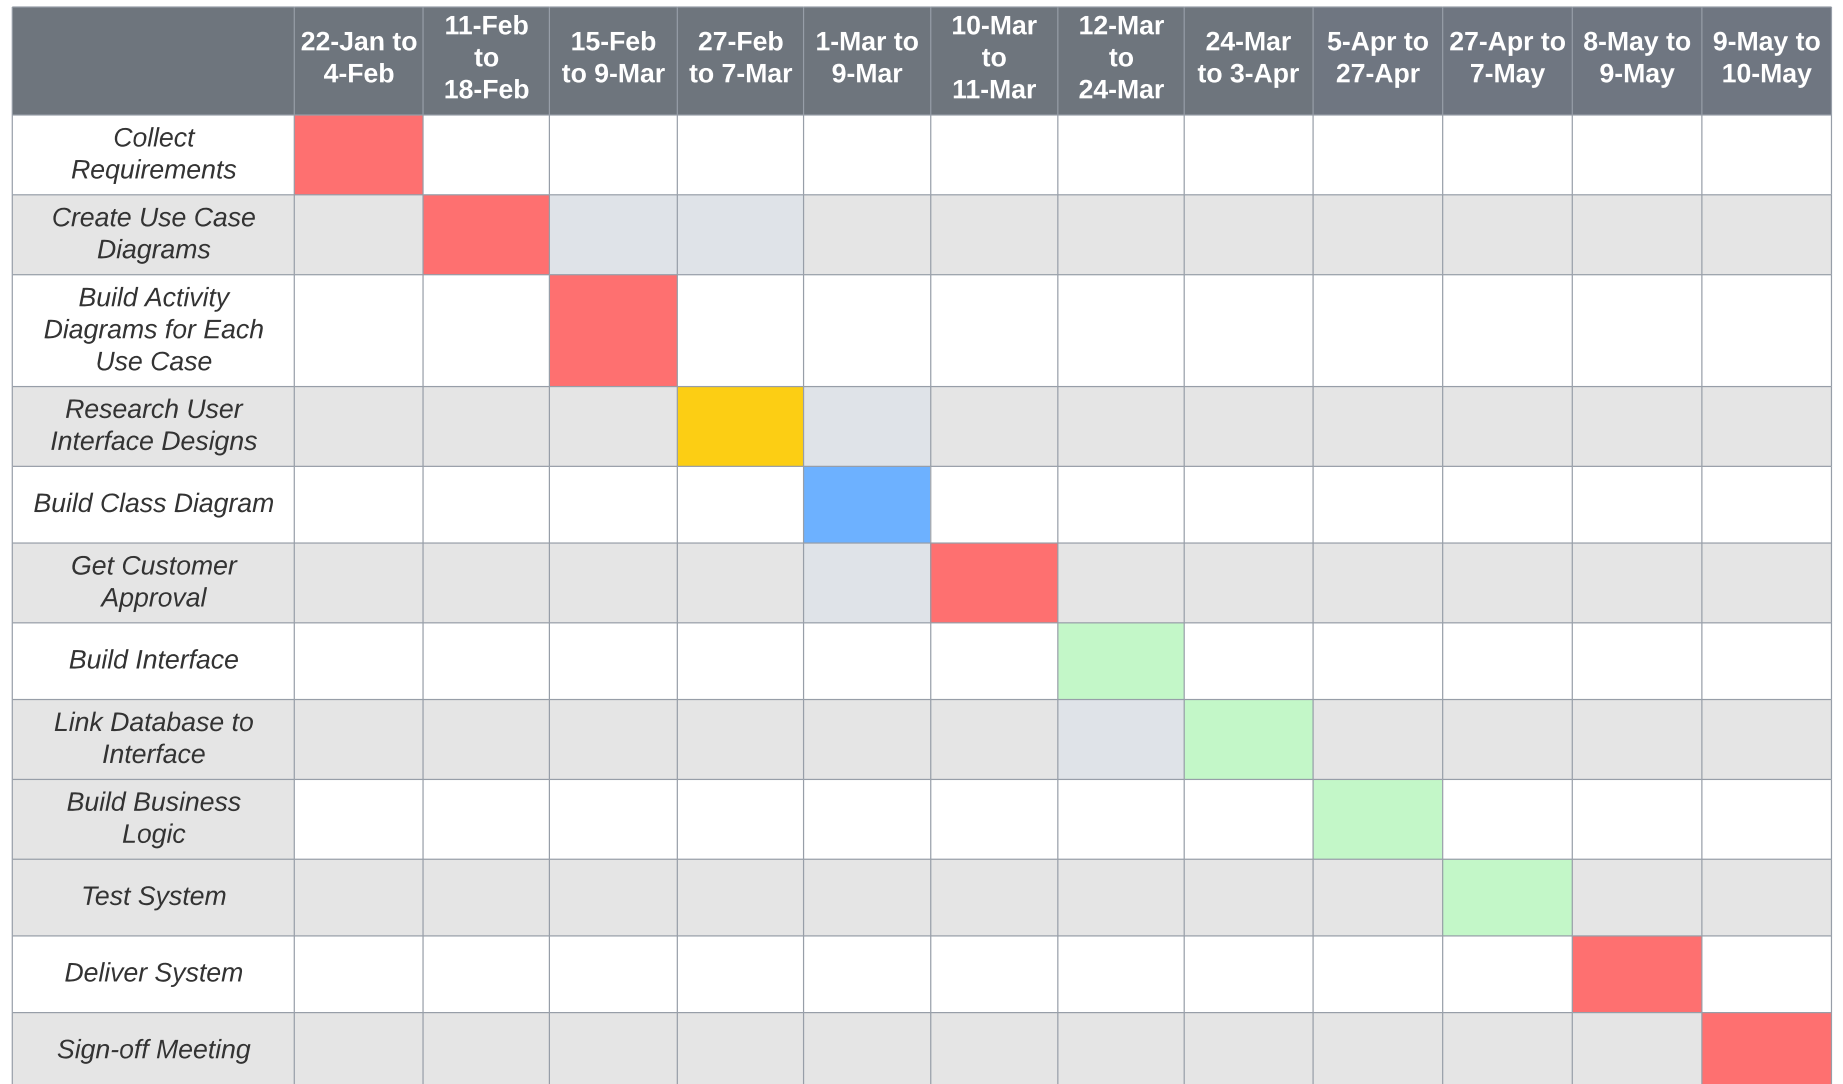 22-Jan to
4-Feb
11-Feb
to
18-Feb
15-Feb
to 9-Mar
27-Feb
to 7-Mar
1-Mar to
9-Mar
10-Mar
to
11-Mar
12-Mar
to
24-Mar
24-Mar
to 3-Apr
5-Apr to
27-Apr
27-Apr to
7-May
8-May to
9-May
9-May to
10-May
Collect
Requirements
Create Use Case
Diagrams
Build Activity
Diagrams for Each
Use Case
Research User
Interface Designs
Build Class Diagram
Get Customer
Approval
Build Interface
Link Database to
Interface
Build Business
Logic
Test System
Deliver System
Sign-off Meeting